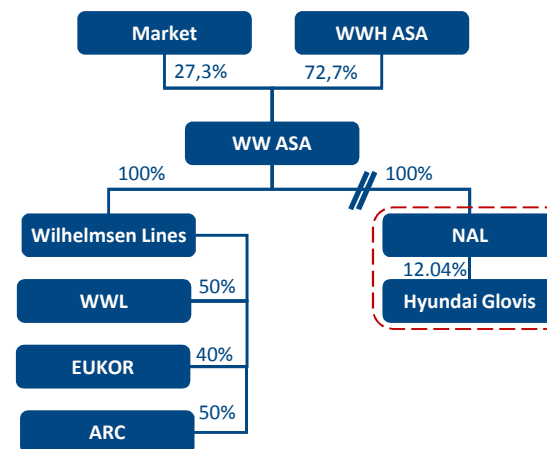 Market
WWH ASA
27,3%
72,7%
WW ASA
100%
100%
Wilhelmsen Lines
NAL
12.04%
WWL
50%
Hyundai Glovis
EUKOR
40%
ARC
50%